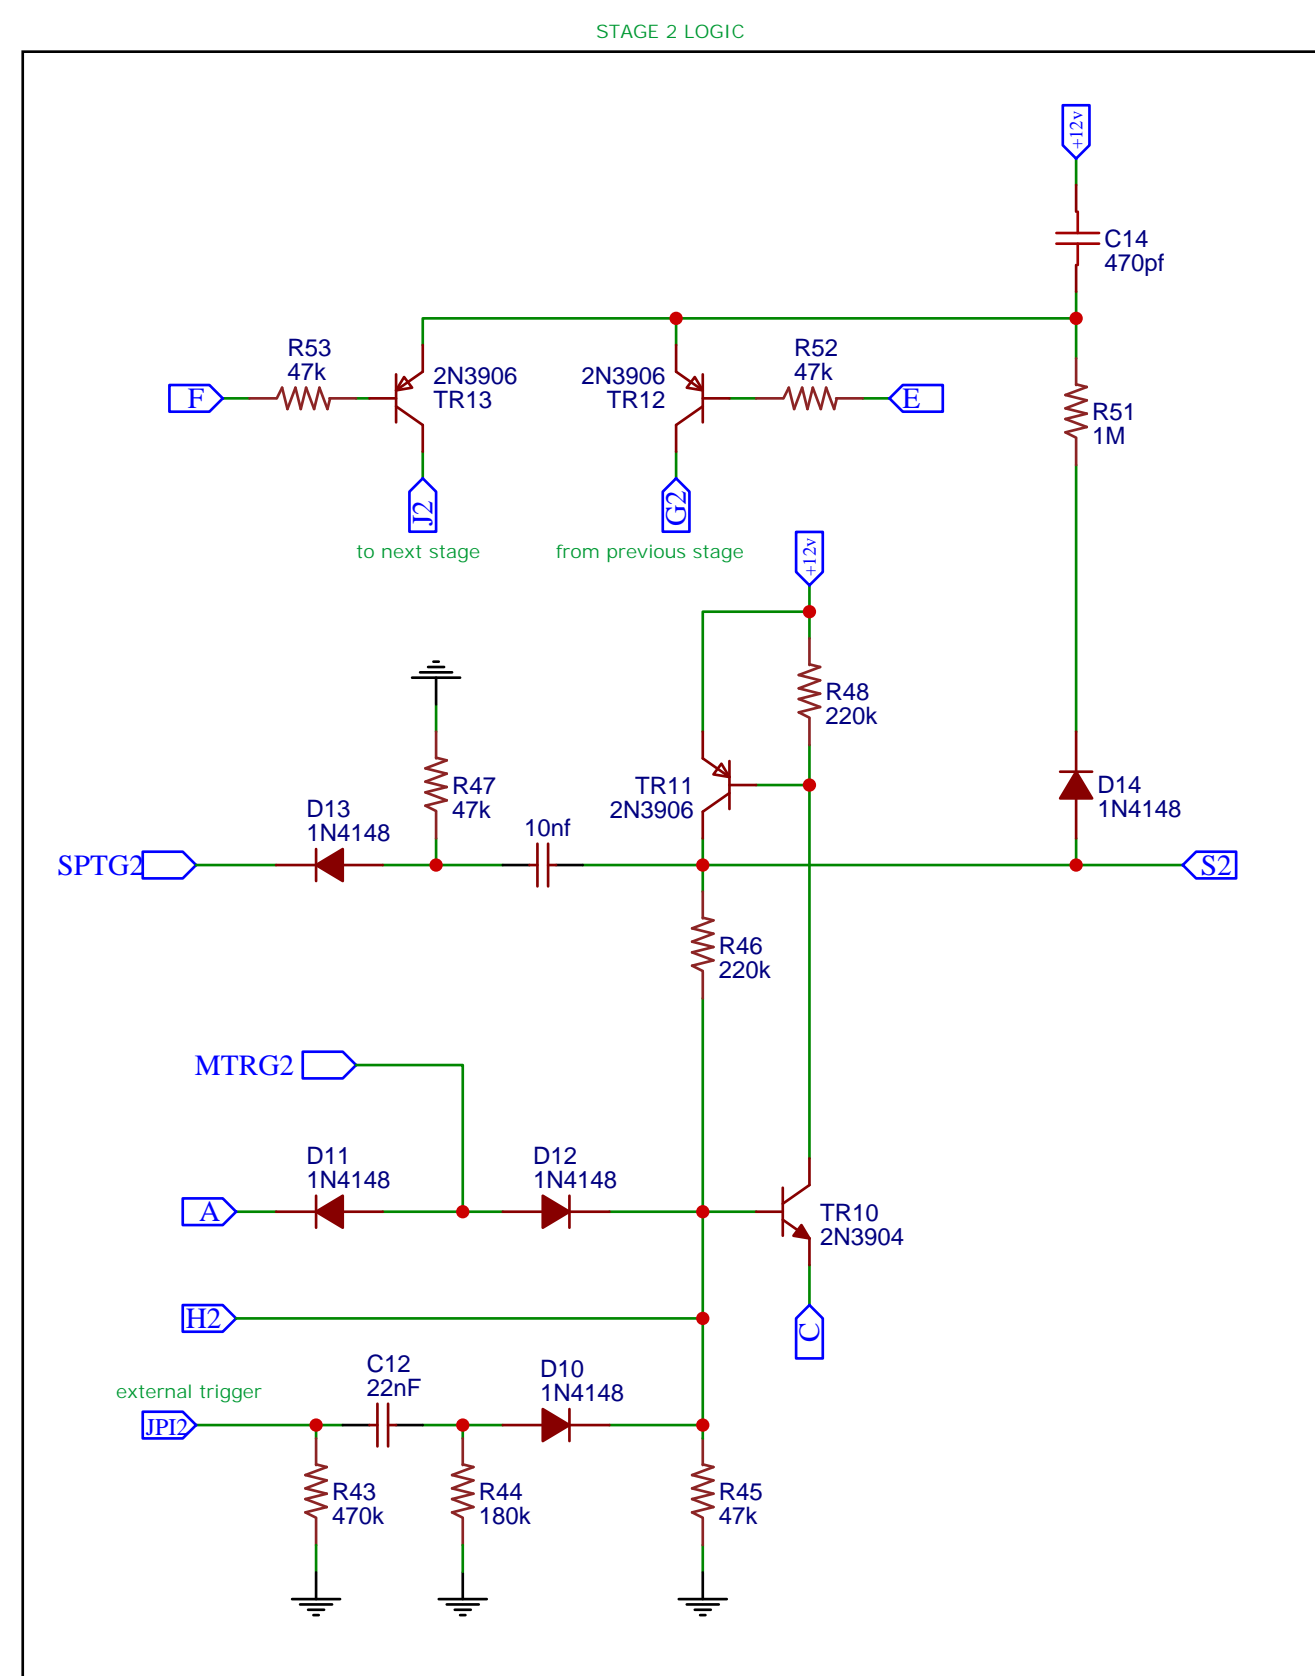 STAGE 2 LOGIC
+12v
C14
470pf
R53
47k
2N3906
TR13
2N3906
TR12
R52
47k
F
E
R51
1M
J2
G2
to next stage
from previous stage
+12v
R48
220k
R47
47k
TR11
2N3906
D14
1N4148
D13
1N4148
10nf
SPTG2
S2
R46
220k
MTRG2
D11
1N4148
D12
1N4148
A
TR10
2N3904
H2
C
C12
22nF
D10
1N4148
external trigger
JPI2
R43
470k
R44
180k
R45
47k